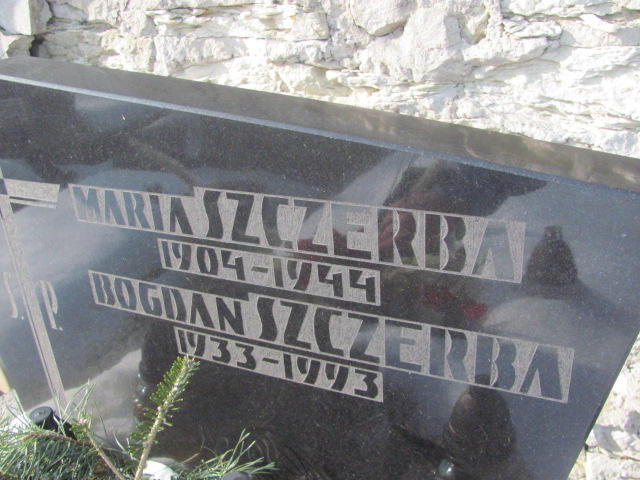 Ś. P.
MARIA SZCZERBA
1904-1944
BOGDAN SZCZERBA
1933-1993